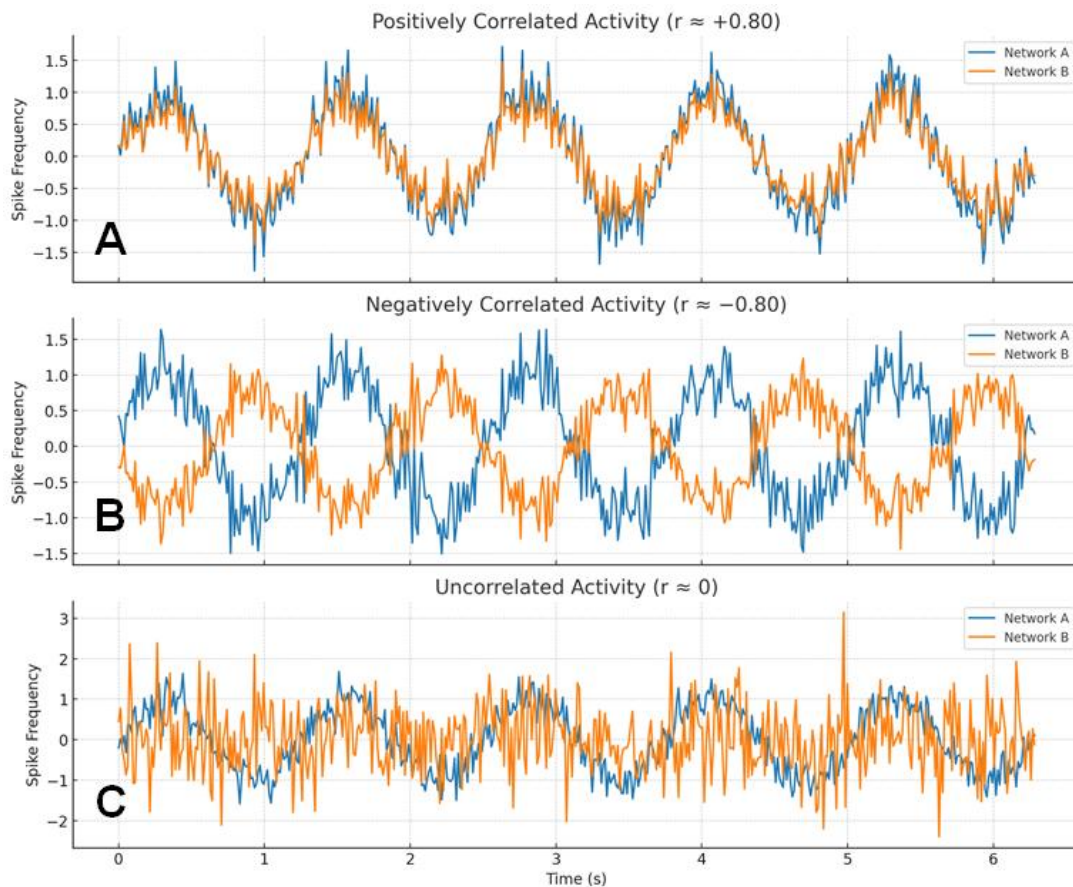 Positively Correlated Activity (r ≈ +0.80)
Network A
Network B
1.5
1.0
0.5
0.0
−0.5
−1.0
−1.5
Spike Frequency
A
Negatively Correlated Activity (r ≈ −0.80)
Network A
Network B
1.5
1.0
0.5
0.0
−0.5
−1.0
−1.5
Spike Frequency
B
Uncorrelated Activity (r ≈ 0)
Network A
Network B
3
2
1
0
−1
−2
Spike Frequency
C
0 1 2 3 4 5 6
Time (s)